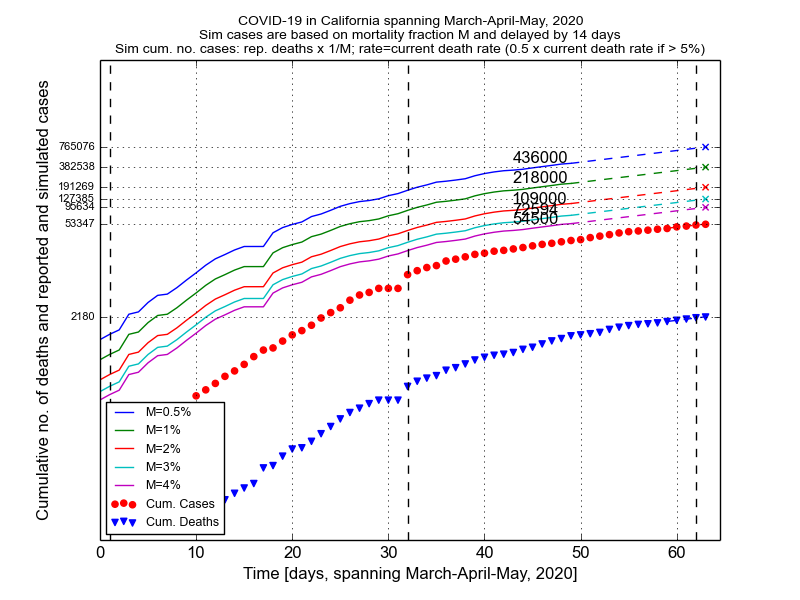 COVID-19 in California spanning March-April-May, 2020
Sim cases are based on mortality fraction M and delayed by 14 days
Sim cum. no. cases: rep. deaths x 1/M; rate=current death rate (0.5 x current death rate if > 5%)
Cumulative no. of deaths and reported and simulated cases
765076
382538
191269
127385
95634
53347
2180
436000
218000
109000
72594
54500
M=0.5%
M=1%
M=2%
M=3%
M=4%
Cum. Cases
Cum. Deaths
0 10 20 30 40 50 60
Time [days, spanning March-April-May, 2020]